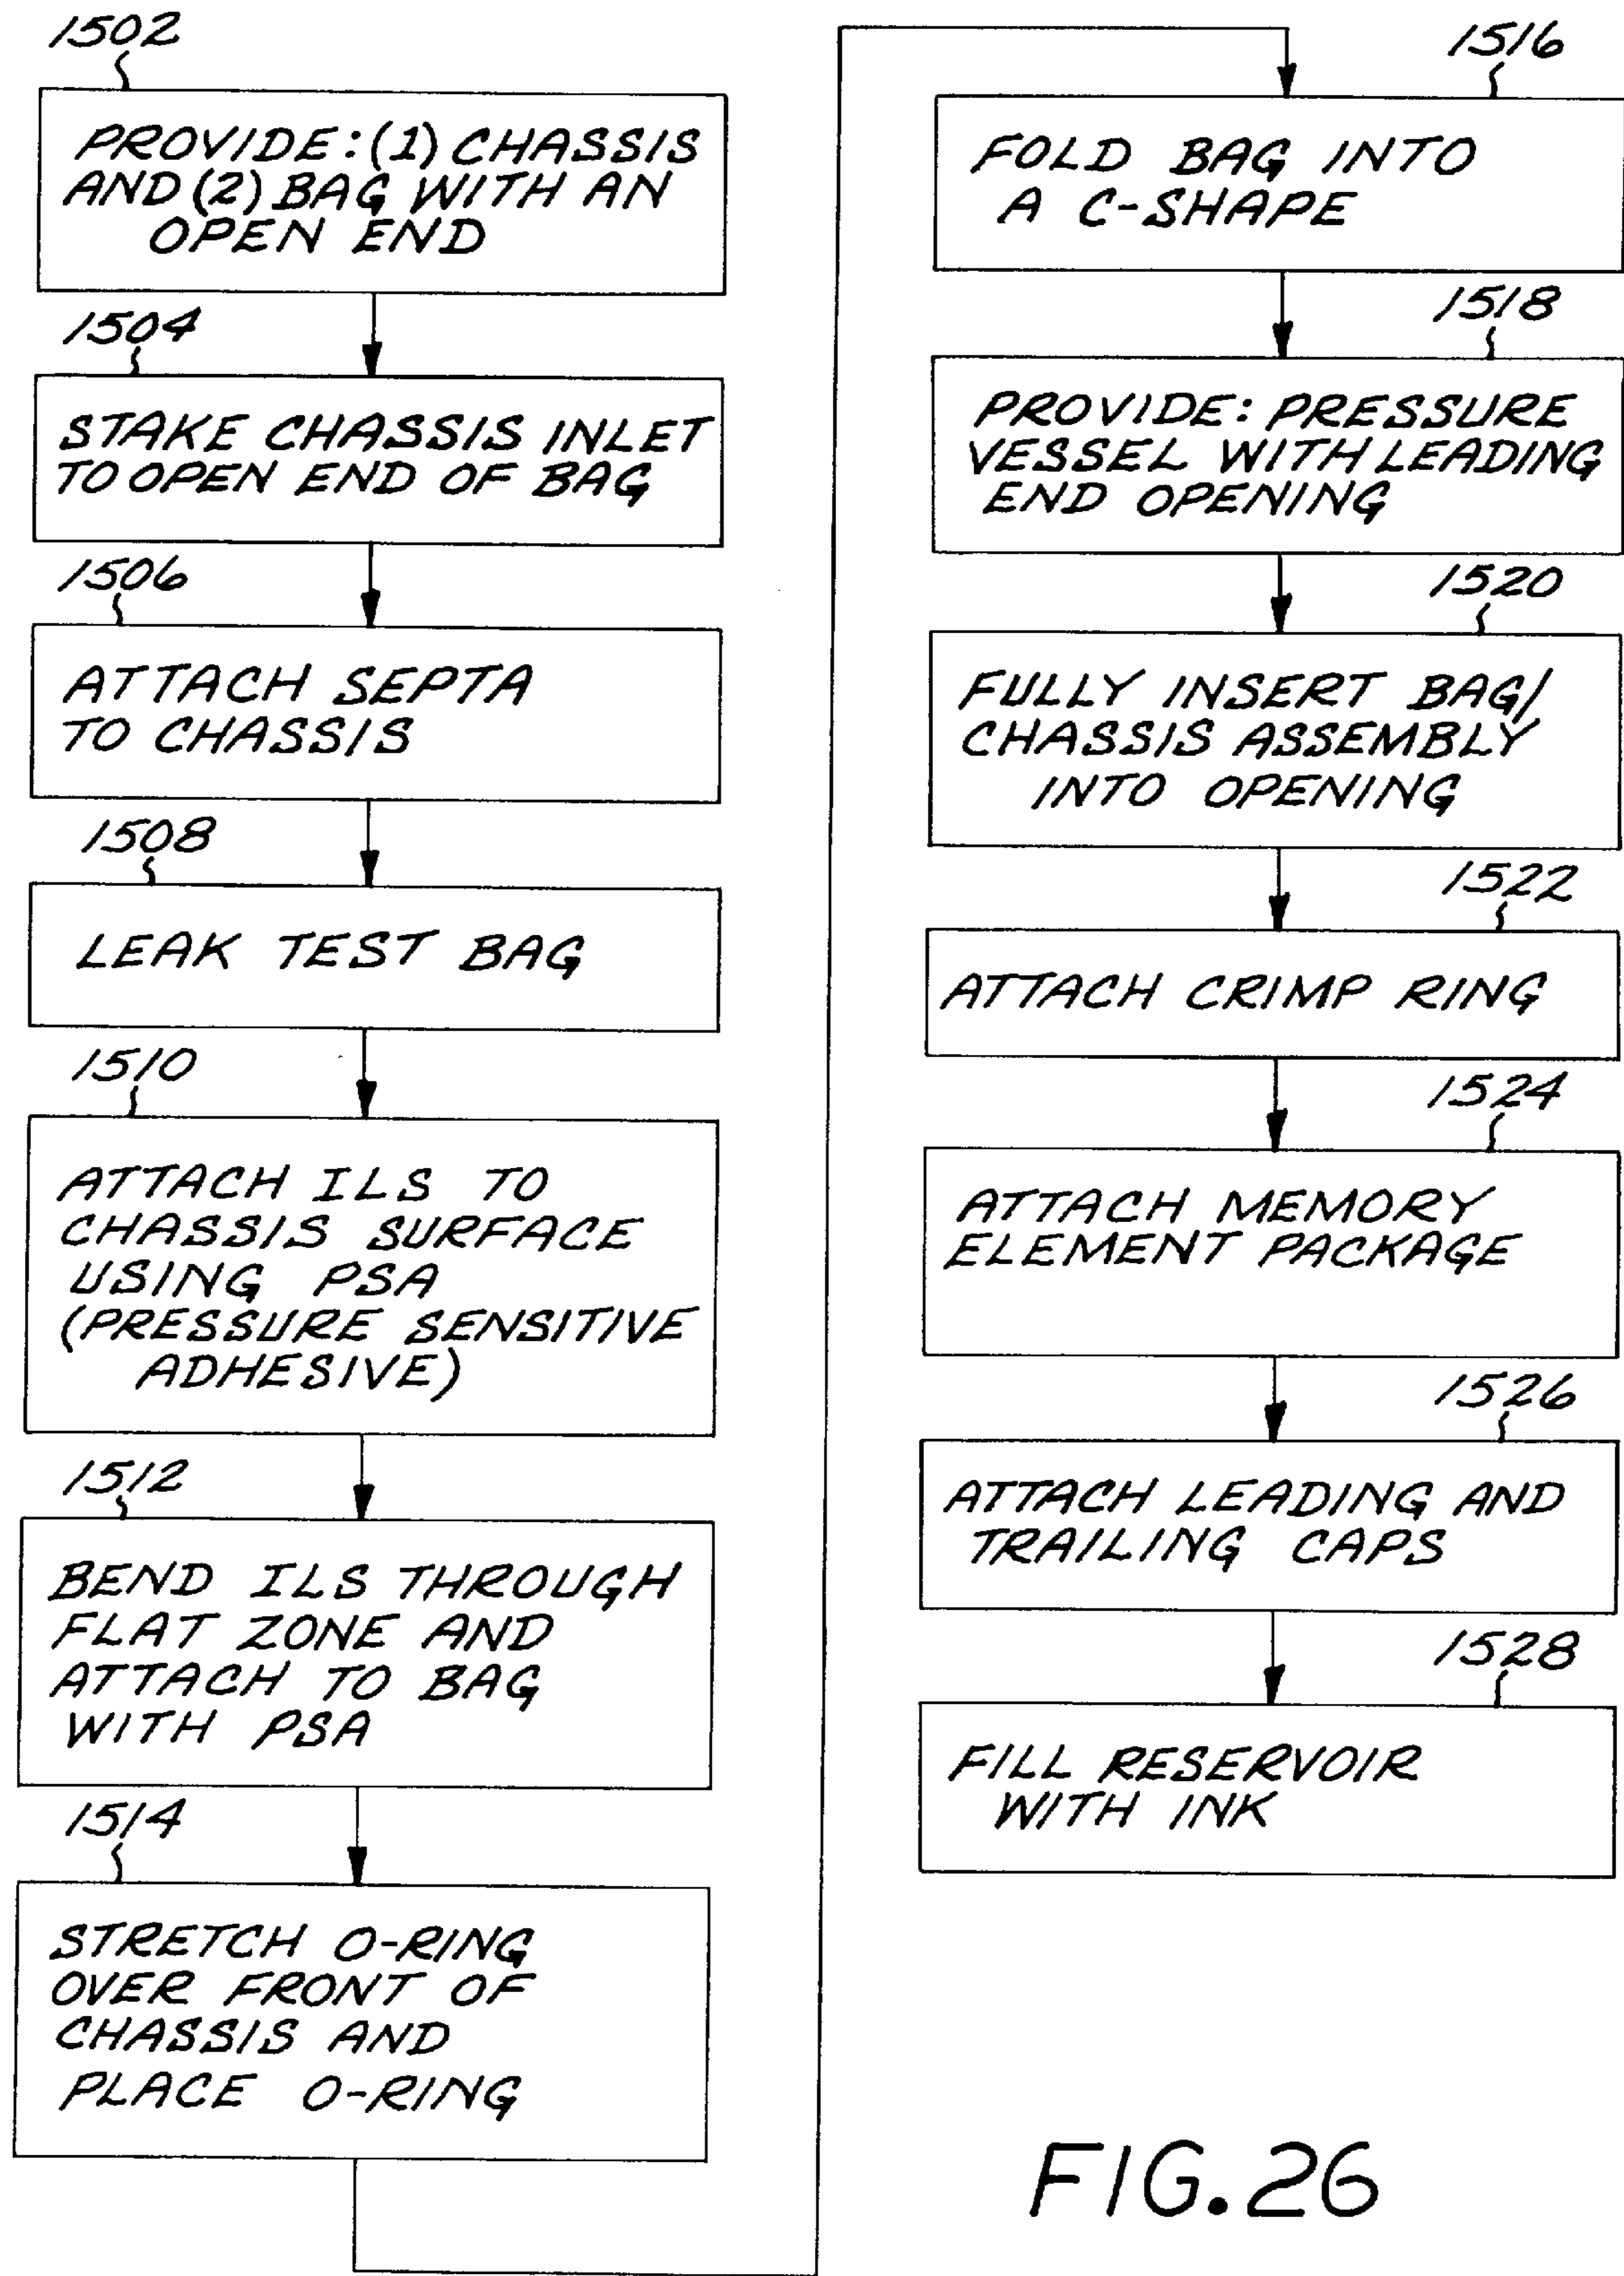 1502
PROVIDE: (1) CHASSIS
AND (2) BAG WITH AN
OPEN END
1504
STAKE CHASSIS INLET
TO OPEN END OF BAG
1506
ATTACH SEPTA
TO CHASSIS
1508
LEAK TEST BAG
1510
ATTACH ILS TO
CHASSIS SURFACE
USING PSA
(PRESSURE SENSITIVE
ADHESIVE)
1512
BEND ILS THROUGH
FLAT ZONE AND
ATTACH TO BAG
WITH PSA
1514
STRETCH O-RING
OVER FRONT OF
CHASSIS AND
PLACE O-RING
1516
FOLD BAG INTO
A C-SHAPE
1518
PROVIDE: PRESSURE
VESSEL WITH LEADING
END OPENING
1520
FULLY INSERT BAG/
CHASSIS ASSEMBLY
INTO OPENING
1522
ATTACH CRIMP RING
1524
ATTACH MEMORY
ELEMENT PACKAGE
1526
ATTACH LEADING AND
TRAILING CAPS
1528
FILL RESERVOIR
WITH INK
FIG.26